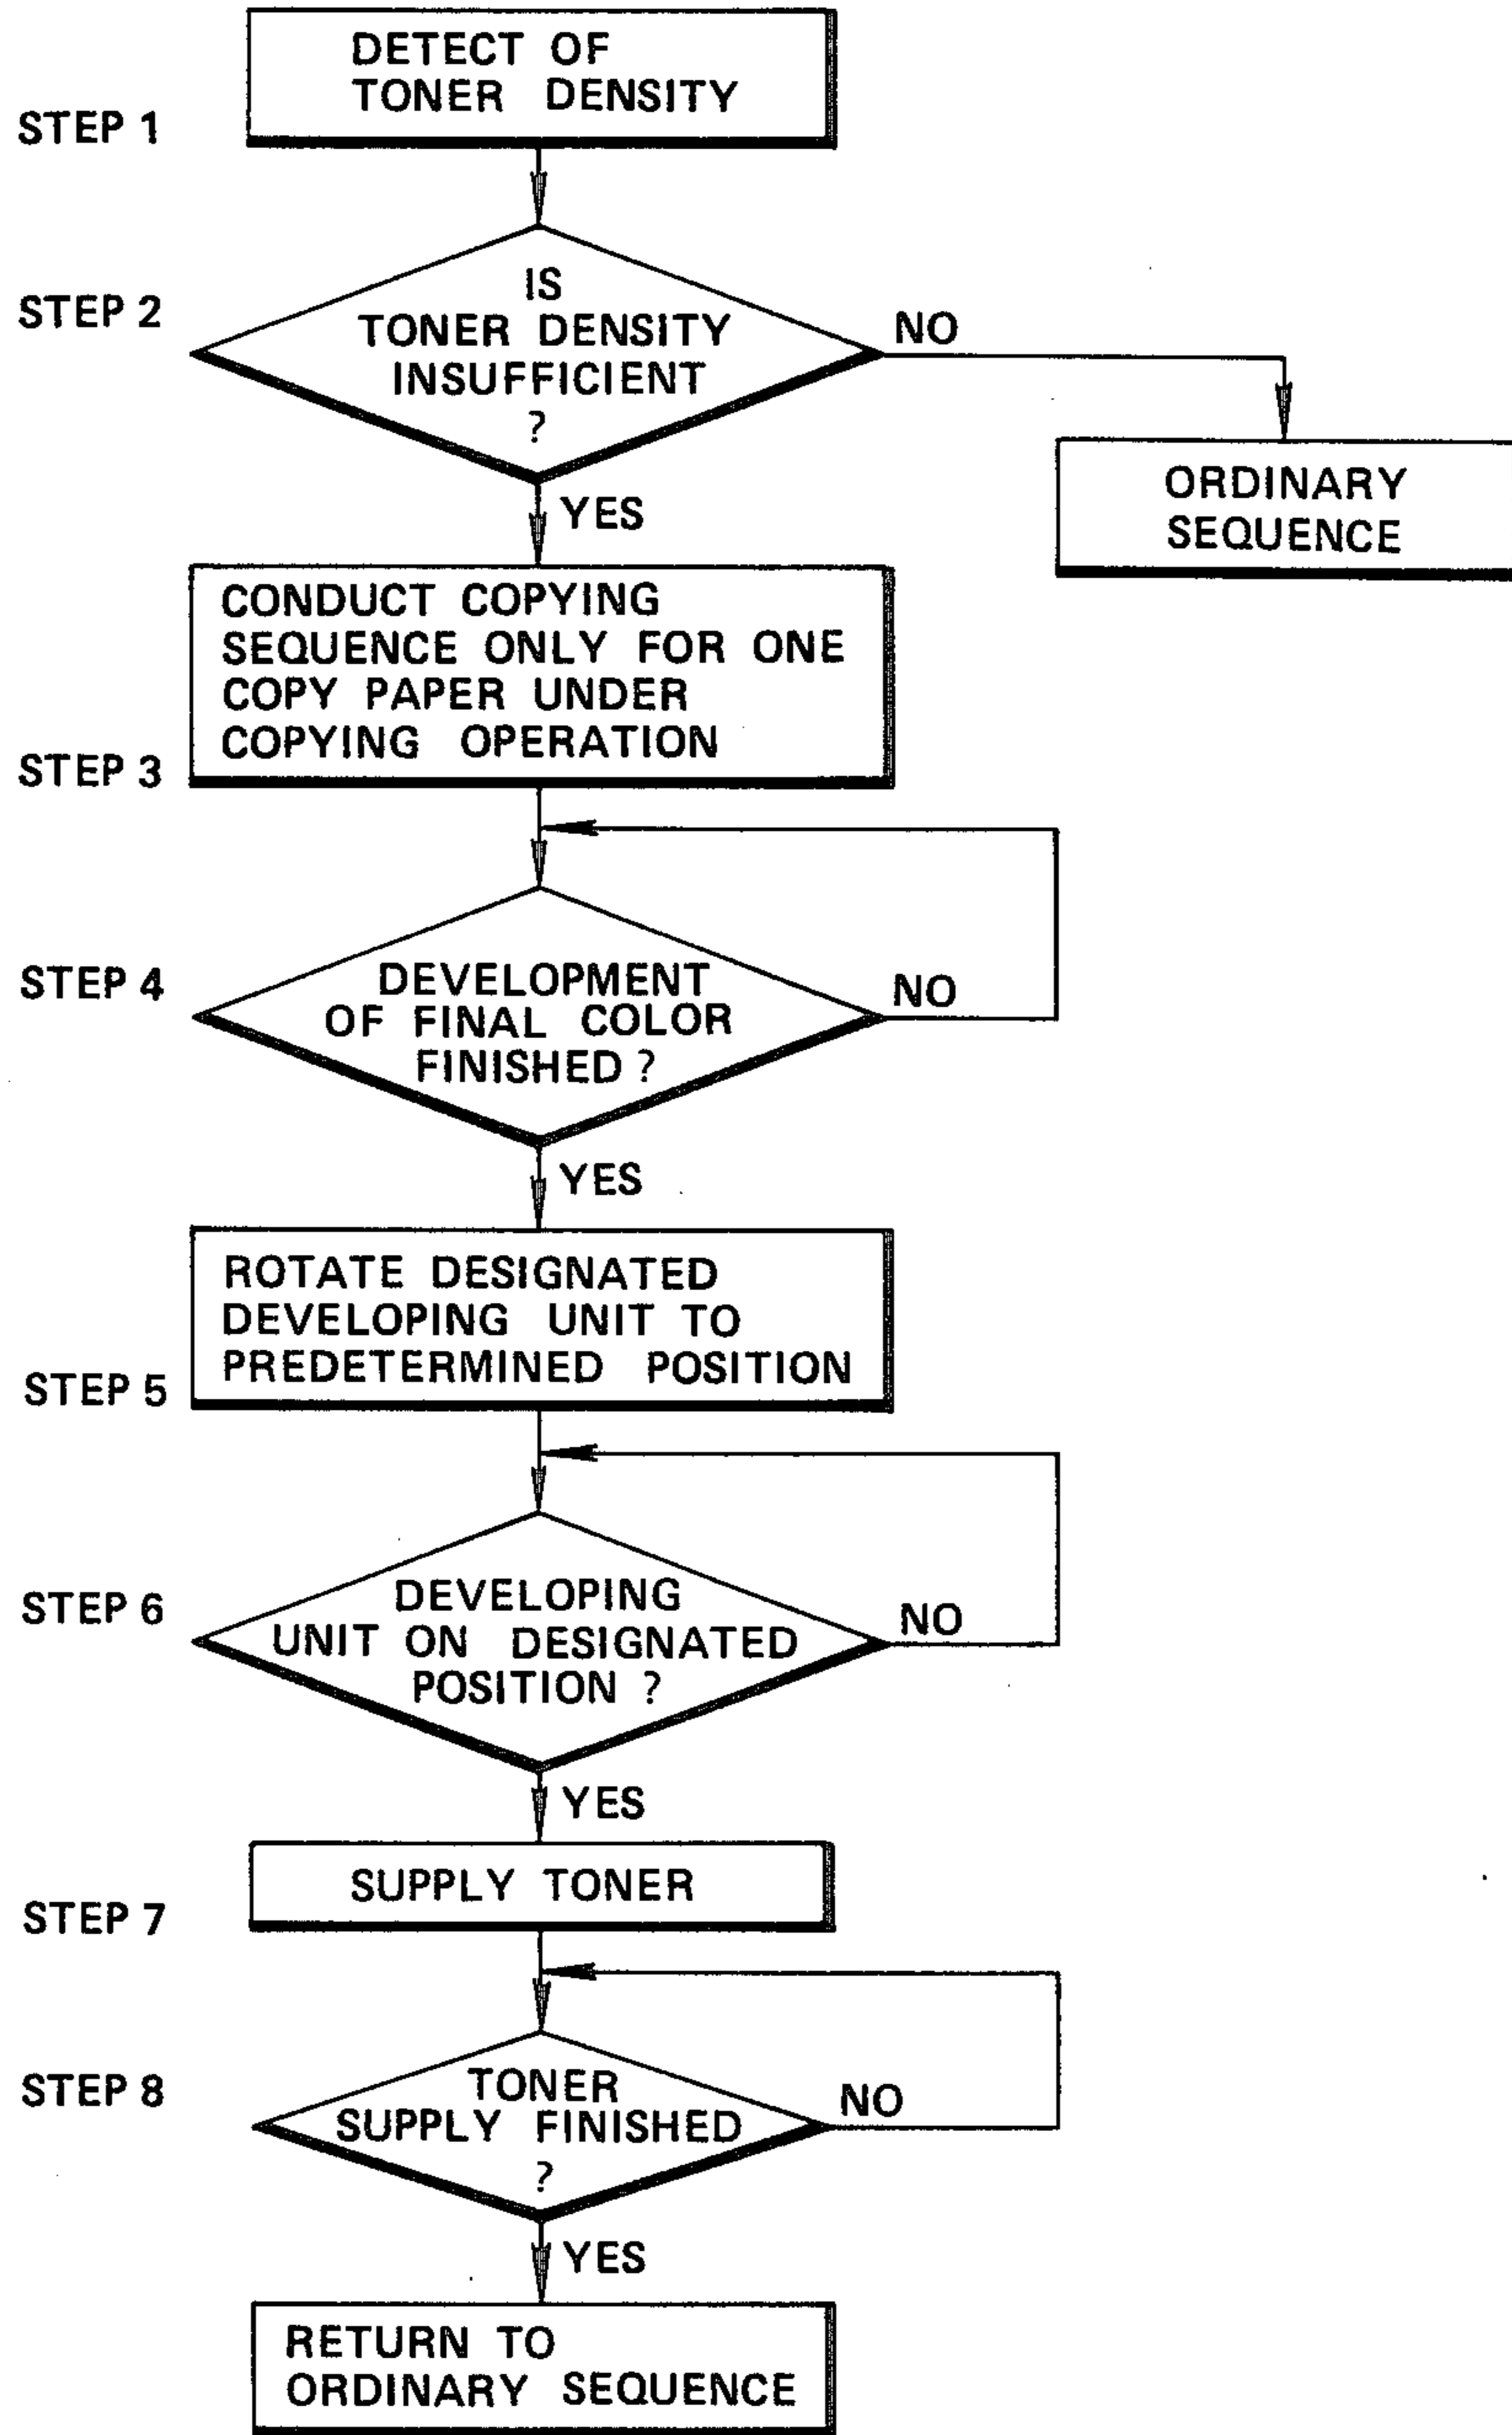 DETECT OF
TONER DENSITY
STEP 1
STEP 2
IS
TONER DENSITY
INSUFFICIENT
?
NO
ORDINARY
SEQUENCE
YES
CONDUCT COPYING
SEQUENCE ONLY FOR ONE
COPY PAPER UNDER
COPYING OPERATION
STEP 3
STEP 4
DEVELOPMENT
OF FINAL COLOR
FINISHED ?
NO
YES
ROTATE DESIGNATED
DEVELOPING UNIT TO
PREDETERMINED POSITION
STEP 5
STEP 6
DEVELOPING
UNIT ON DESIGNATED
POSITION ?
NO
YES
SUPPLY TONER
STEP 7
STEP 8
TONER
SUPPLY FINISHED
?
NO
YES
RETURN TO
ORDINARY SEQUENCE